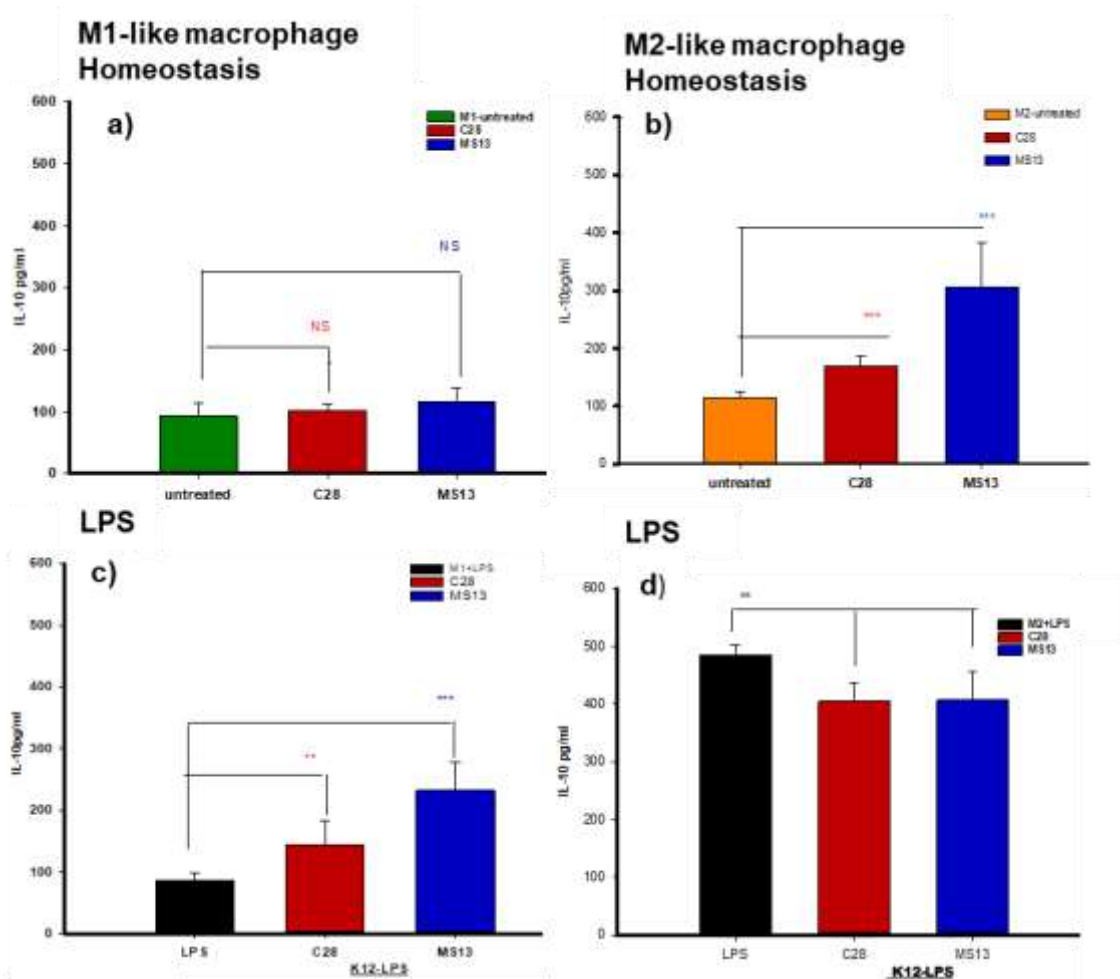 M1-like macrophage
Homeostasis
a)
M1-untreated
C28
MS13
600
500
400
300
200
100
0
IL-10 pg/ml
NS
NS
untreated
C28
MS13
M2-like macrophage
Homeostasis
b)
M2-untreated
C28
MS13
600
500
400
300
200
100
0
IL-10pg/ml
***
***
untreated
C28
MS13
LPS
c)
M1+LPS
C28
MS13
600
500
400
300
200
100
0
IL-10pg/ml
**
***
LPS
C28
MS13
K12-LPS
LPS
d)
M2+LPS
C28
MS13
600
500
400
300
200
100
0
IL-10 pg/ml
**
LPS
C28
MS13
K12-LPS